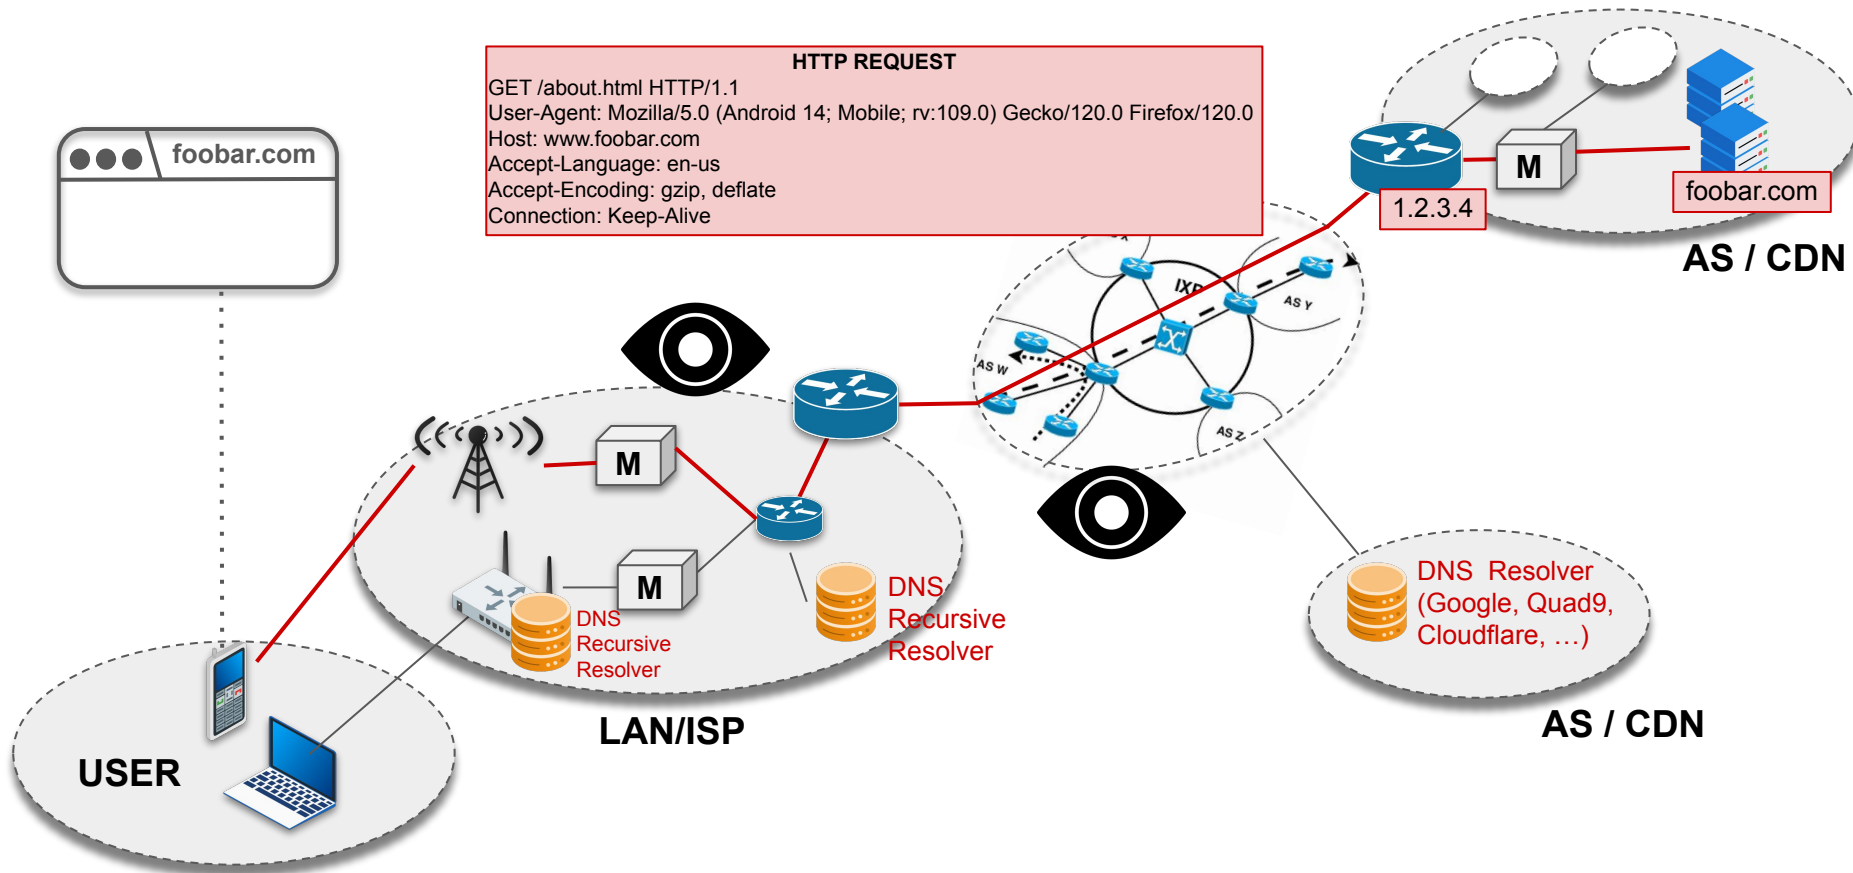 HTTP REQUEST
GET /about.html HTTP/1.1
User-Agent: Mozilla/5.0 (Android 14; Mobile; rv:109.0) Gecko/120.0 Firefox/120.0
Host: www.foobar.com
Accept-Language: en-us
Accept-Encoding: gzip, deflate
Connection: Keep-Alive
foobar.com
M
foobar.com
1.2.3.4
AS / CDN
AS Y
AS W
AS Z
M
M
DNS
Recursive
Resolver
DNS
Recursive
Resolver
LAN/ISP
USER
DNS Resolver
(Google, Quad9,
Cloudflare, …)
AS / CDN